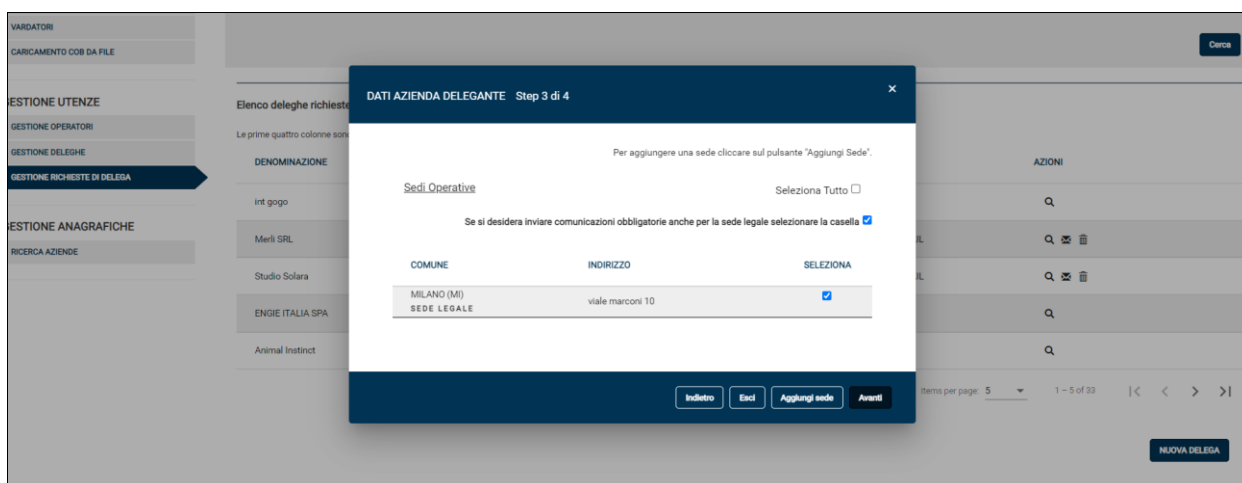 VARDATORI
CARICAMENTO COB DA FILE
Cerca
GESTIONE UTENZE
GESTIONE OPERATORI
GESTIONE DELEGHE
GESTIONE RICHIESTE DI DELEGA
GESTIONE ANAGRAFICHE
RICERCA AZIENDE
Elenco deleghe richieste
Le prime quattro colonne
DENOMINAZIONE
AZIONI
int gogo
Merli SRL
Studio Solara
ENGIE ITALIA SPA
Animal Instinct
DATI AZIENDA DELEGANTE Step 3 di 4
×
Per aggiungere una sede cliccare sul pulsante "Aggiungi Sede".
Sedi Operative
Seleziona Tutto
Se si desidera inviare comunicazioni obbligatorie anche per la sede legale selezionare la casella
COMUNE INDIRIZZO SELEZIONA
MILANO (MI)
SEDE LEGALE
viale marconi 10
Indietro Esci Aggiungi sede Avanti
Items per page: 5 1 – 5 of 33
NUOVA DELEGA